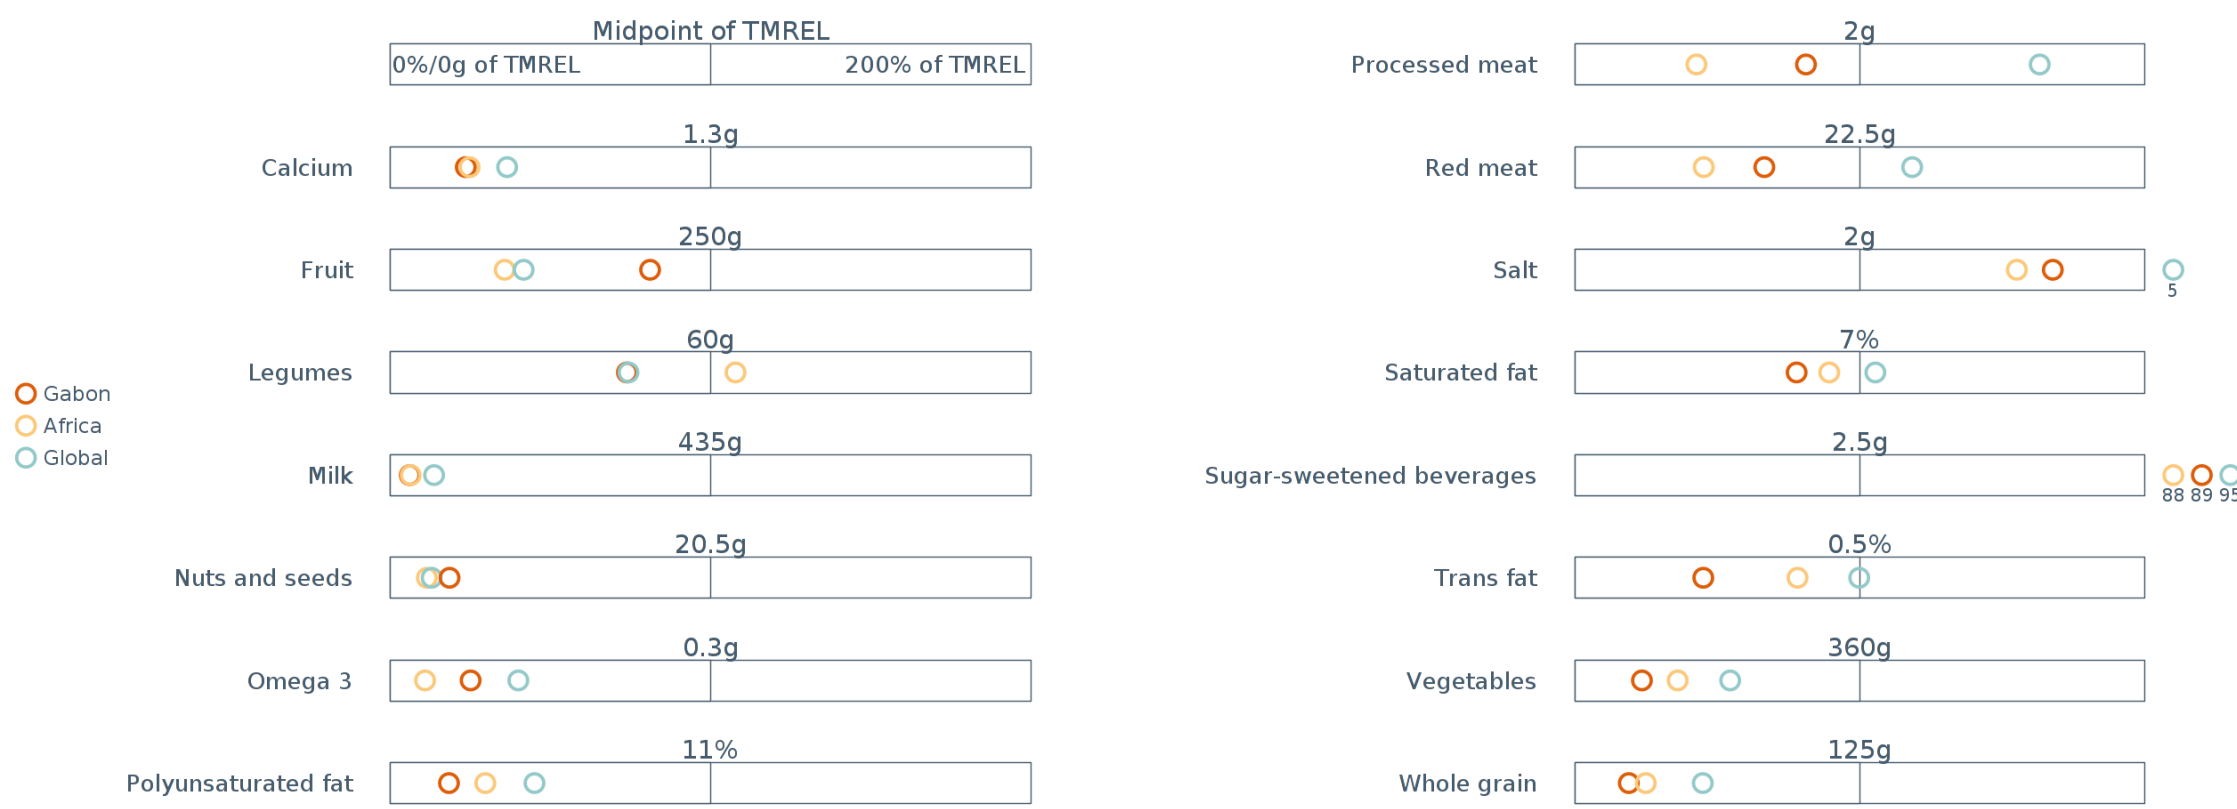 Midpoint of TMREL
0%/0g of TMREL 200% of TMREL
1.3g
Calcium
250g
Fruit
60g
Legumes
435g
Milk
20.5g
Nuts and seeds
0.3g
Omega 3
11%
Polyunsaturated fat
Gabon
Africa
Global
2g
Processed meat
22.5g
Red meat
2g
Salt
5
7%
Saturated fat
2.5g
Sugar-sweetened beverages
88 89 95
0.5%
Trans fat
360g
Vegetables
125g
Whole grain